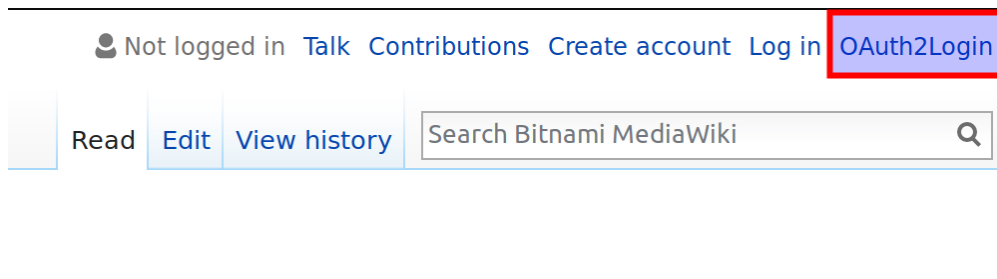 Not logged in Talk Contributions Create account Log in OAuth2Login
Read Edit View history Search Bitnami MediaWiki